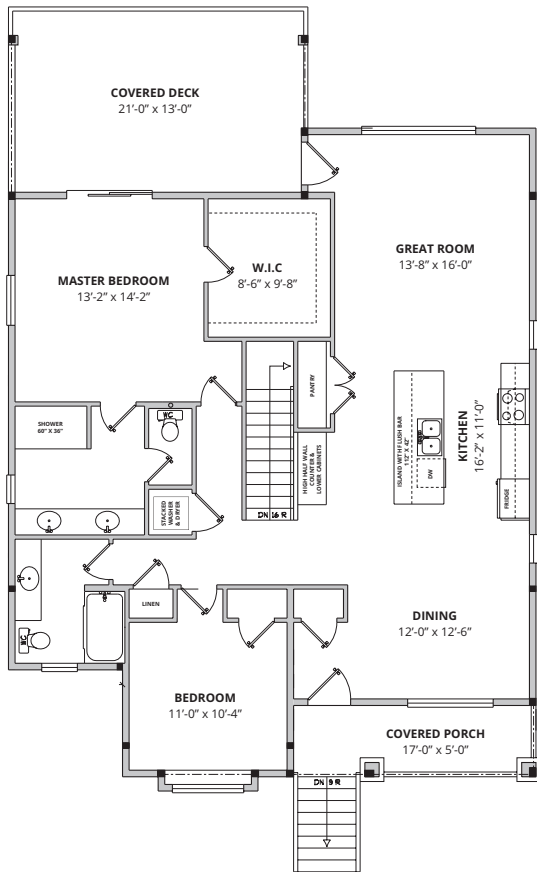 COVERED DECK
21'-0" x 13'-0"
GREAT ROOM
13'-8" x 16'-0"
W.I.C
8'-6" x 9'-8"
MASTER BEDROOM
13'-2" x 14'-2"
PANTRY
SHOWER
60" X 36"
WC
ISLAND WITH FLUSH BAR
112" X 42"
DW
KITCHEN
16'-2" x 11'-0"
HIGH HALF WALL
COUNTER &
LOWER CABINETS
FRIDGE
STACKED
WASHER
& DRYER
DN 16 R
LINEN
WC
DINING
12'-0" x 12'-6"
BEDROOM
11'-0" x 10'-4"
COVERED PORCH
17'-0" x 5'-0"
DN 9 R